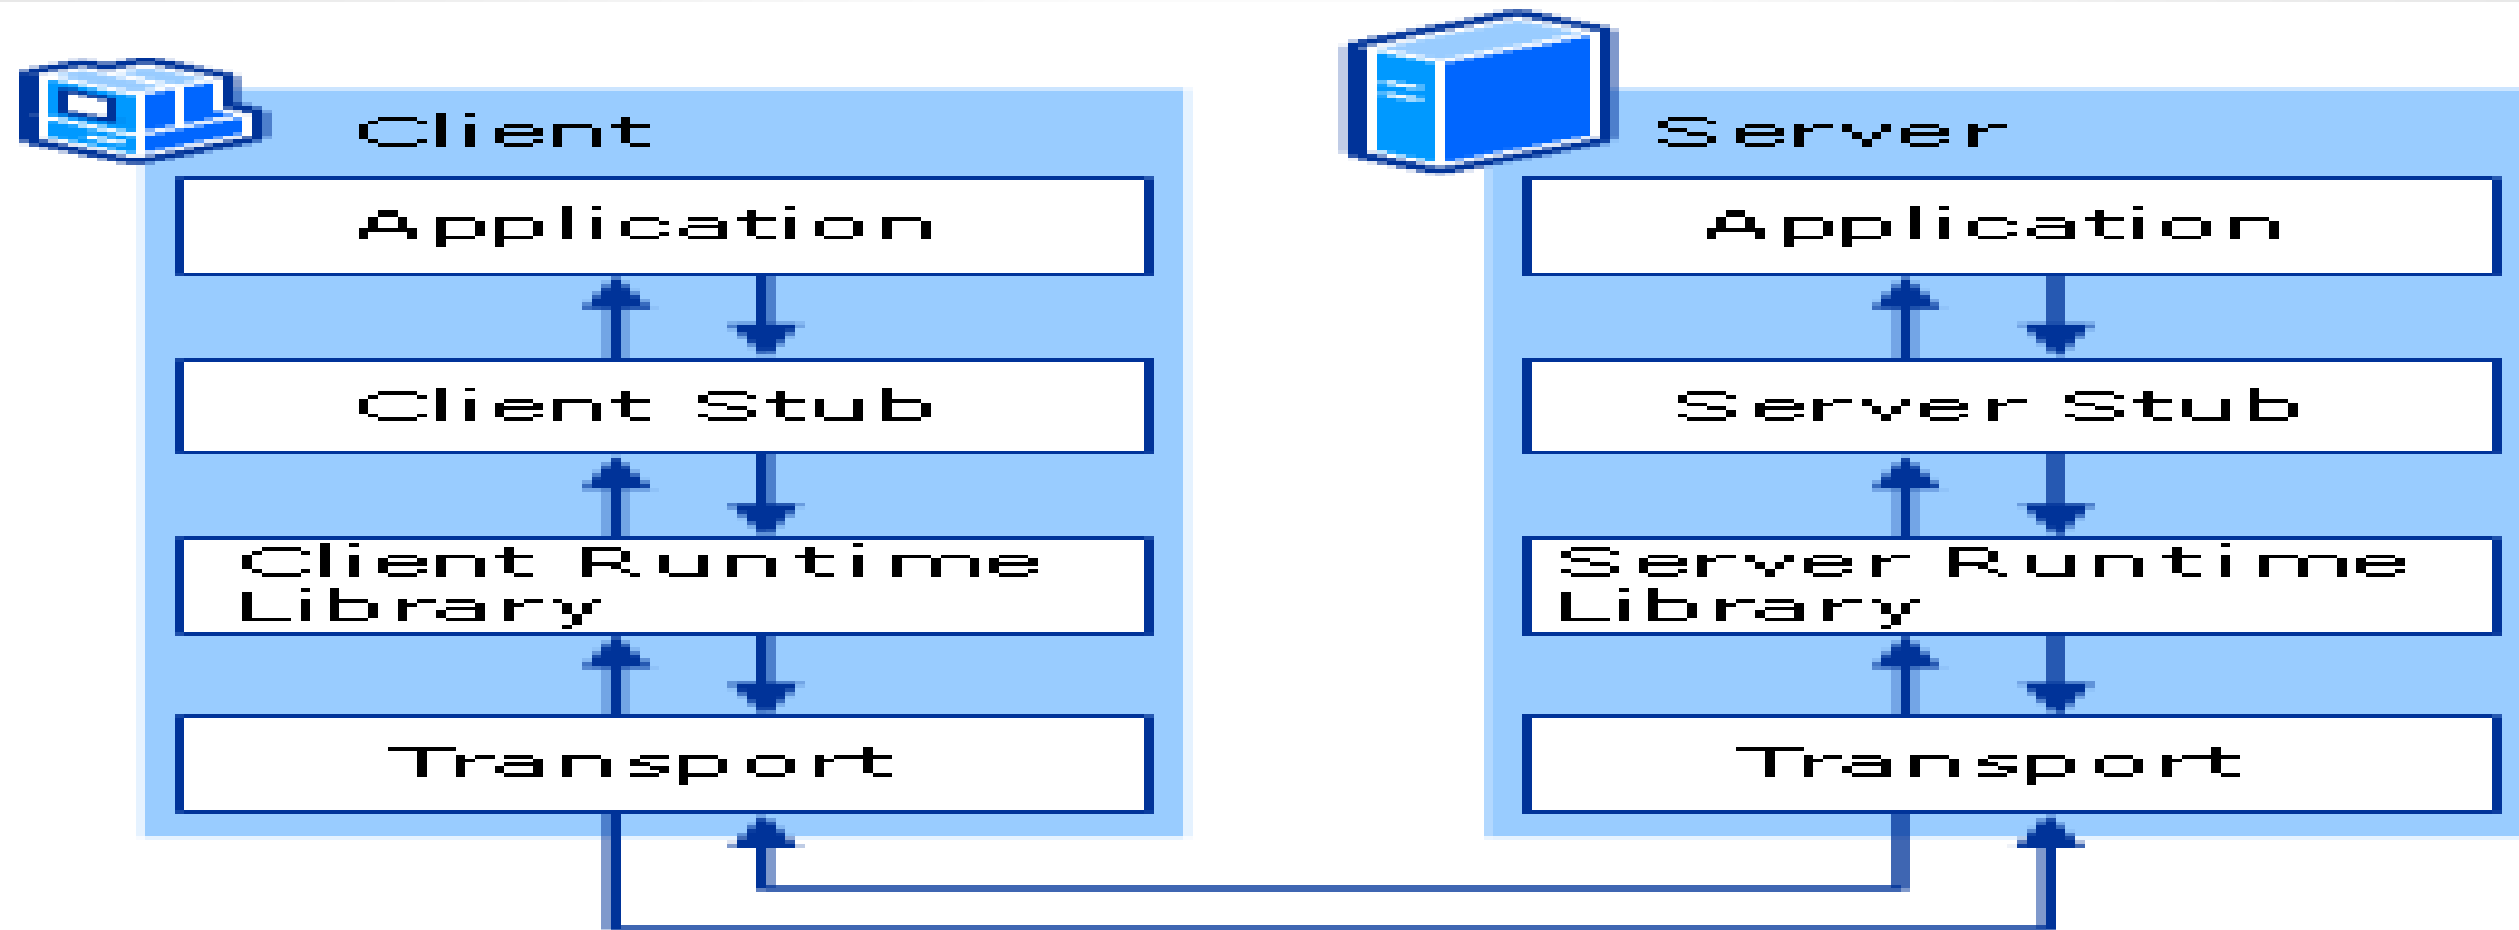 Client
Application
Client Stub
Client Runtime
Library
Transport
Server
Application
Server Stub
Server Runtime
Library
Transport